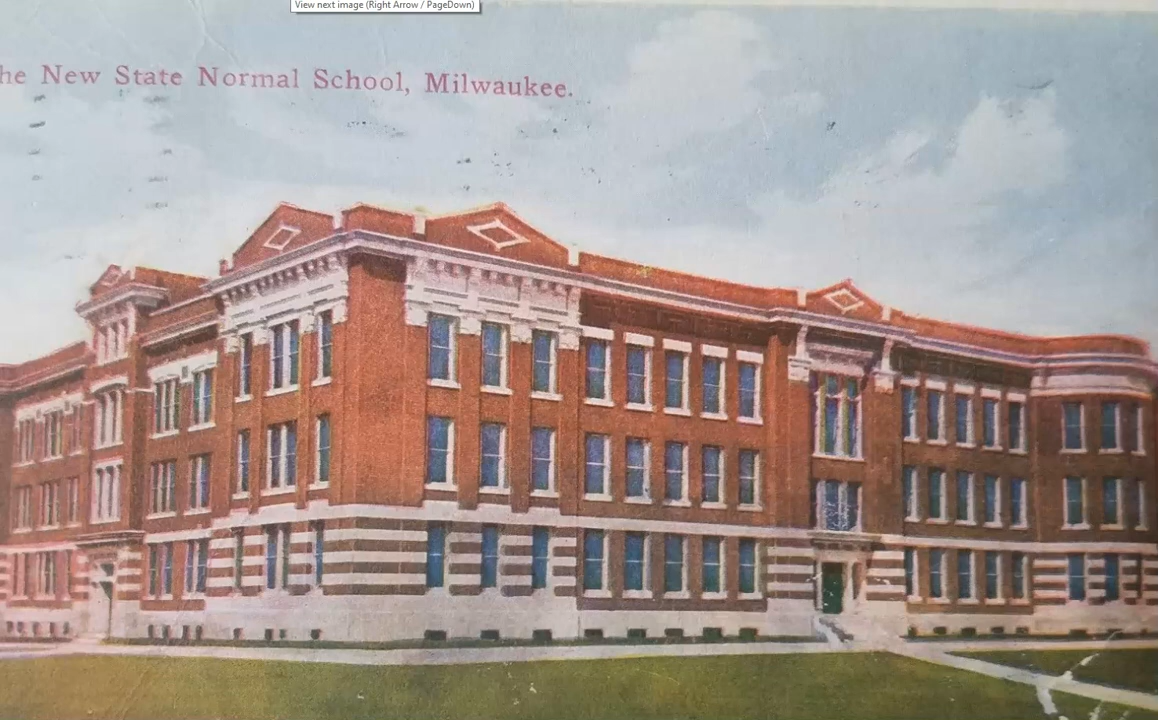 View next image (Right Arrow / PageDown)
he New State Normal School, Milwaukee.